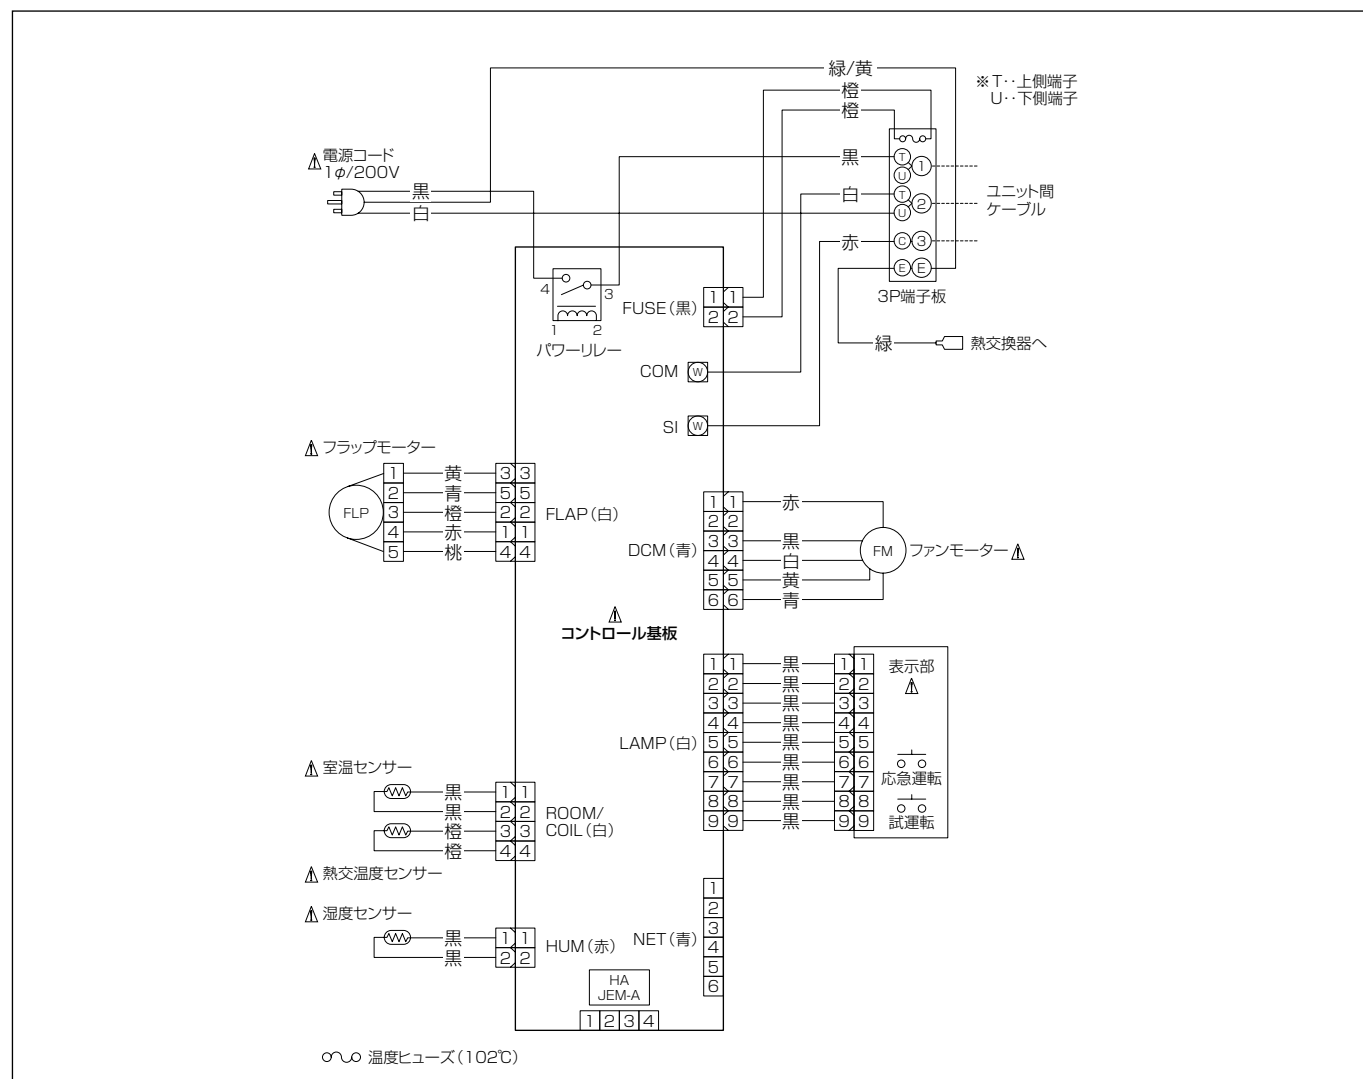 緑/黄
橙
橙
※T‥上側端子
U‥下側端子
電源コード
1φ/200V
黒
白
黒
白
赤
T
U
1
T
U
2
C
3
E
E
ユニット間
ケーブル
3P端子板
4
3
1
2
パワーリレー
FUSE（黒）
1 1
2 2
緑
熱交換器へ
COM
W
SI
W
フラップモーター
FLP
1 黄 3 3
2 青 5 5
3 橙 2 2
4 赤 1 1
5 桃 4 4
FLAP（白）
DCM（青）
1 1 赤
2 2
3 3 黒
4 4 白
5 5 黄
6 6 青
FM
ファンモーター
コントロール基板
LAMP（白）
1 1 黒 1 1
2 2 黒 2 2
3 3 黒 3 3
4 4 黒 4 4
5 5 黒 5 5
6 6 黒 6 6
7 7 黒 7 7
8 8 黒 8 8
9 9 黒 9 9
表示部
応急運転
試運転
室温センサー
黒 1 1
黒 2 2
橙 3 3
橙 4 4
ROOM/
COIL（白）
熱交温度センサー
湿度センサー
黒 1 1
黒 2 2
HUM（赤）
NET（青）
1
2
3
4
5
6
HA
JEM-A
1 2 3 4
温度ヒューズ（102℃）